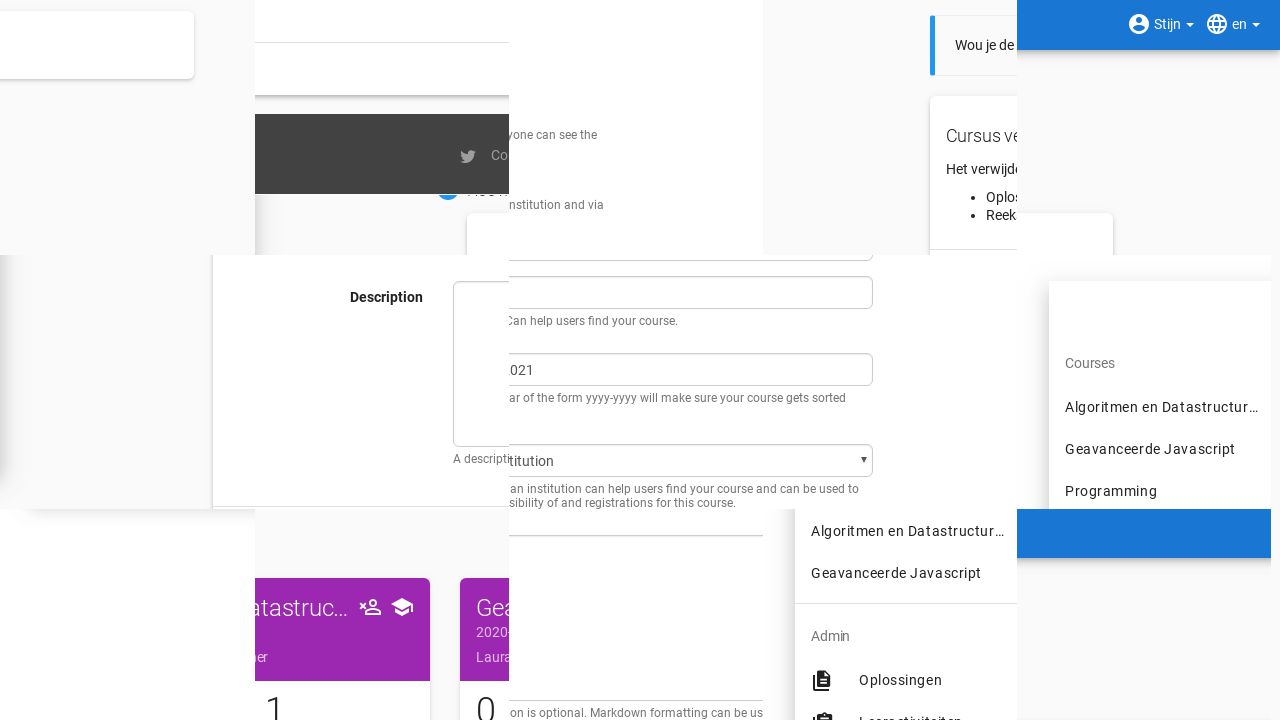 Stijn
en
Wou je de
yone can see the
Co
Cursus ve
Het verwijde
nstitution and via
Oplos
Reek
Description
Can help users find your course.
021
ar of the form yyyy-yyyy will make sure your course gets sorted
A descripti
titution
an institution can help users find your course and can be used to
sibility of and registrations for this course.
Courses
Algoritmen en Datastructur…
Geavanceerde Javascript
Programming
Algoritmen en Datastructur…
Geavanceerde Javascript
atastruc…
Gea
2020-
Laura
ner
1
0
Admin
Oplossingen
on is optional. Markdown formatting can be us
Leeractiviteiten